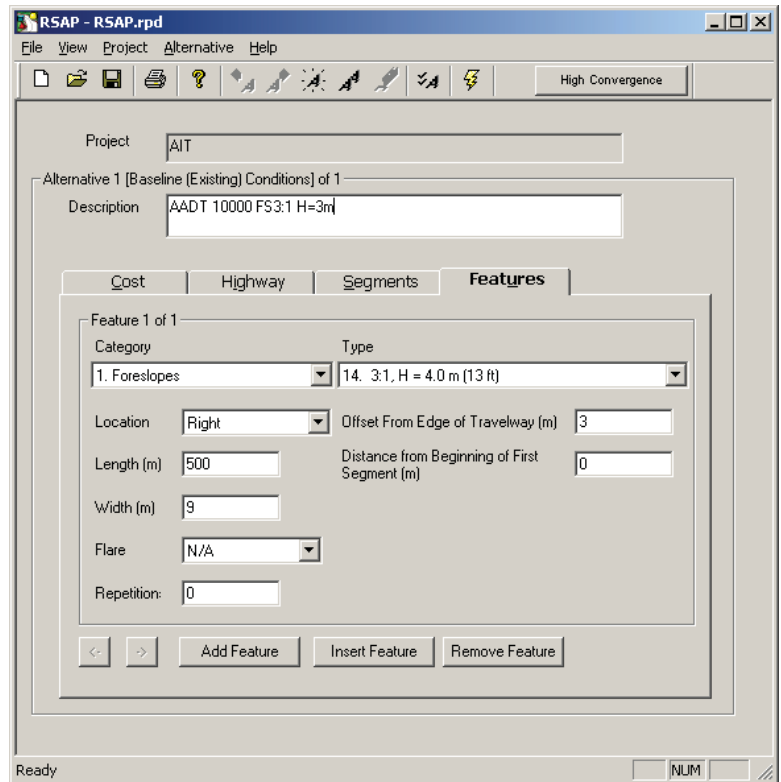 RSAP - RSAP.rpd
File View Project Alternative Help
High Convergence
Project AIT
Alternative 1 [Baseline (Existing) Conditions] of 1
Description AADT 10000 FS3:1 H=3m
Cost Highway Segments Features
Feature 1 of 1
Category Type
1. Foreslopes 14. 3:1, H = 4.0 m (13 ft)
Location Right Offset From Edge of Travelway (m) 3
Length (m) 500 Distance from Beginning of First
Segment (m) 0
Width (m) 9
Flare N/A
Repetition: 0
<- -> Add Feature Insert Feature Remove Feature
Ready NUM